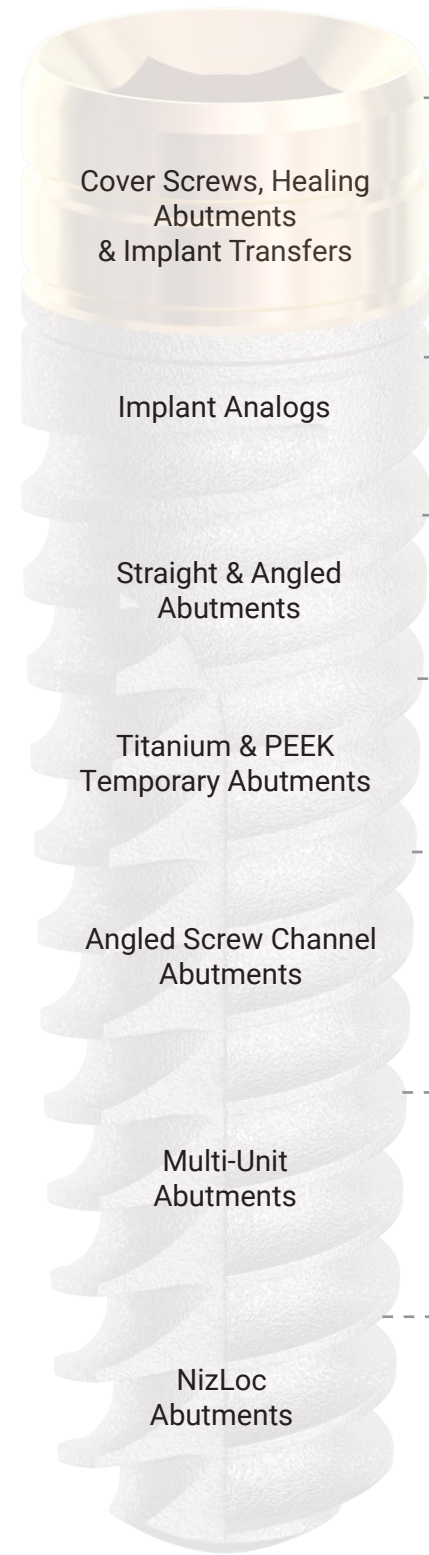 Cover Screws, Healing
Abutments
& Implant Transfers
Implant Analogs
Straight & Angled
Abutments
Titanium & PEEK
Temporary Abutments
Angled Screw Channel
Abutments
Multi-Unit
Abutments
NizLoc
Abutments